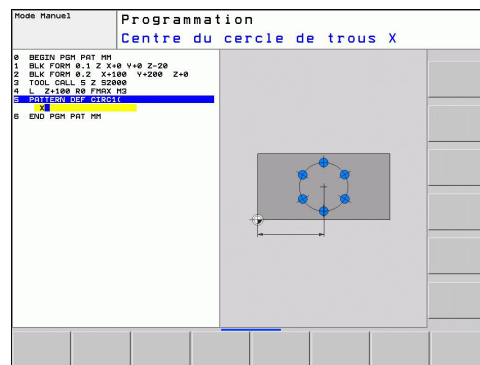 Mode Manuel
Programmation
Centre du cercle de trous X
0 BEGIN PGM PAT MM
1 BLK FORM 0.1 Z X+0 Y+0 Z-20
2 BLK FORM 0.2 X+100 Y+200 Z+0
3 TOOL CALL 5 Z S2000
4 L Z+100 R0 FMAX M3
5 PATTERN DEF CIRC1(
X
6 END PGM PAT MM